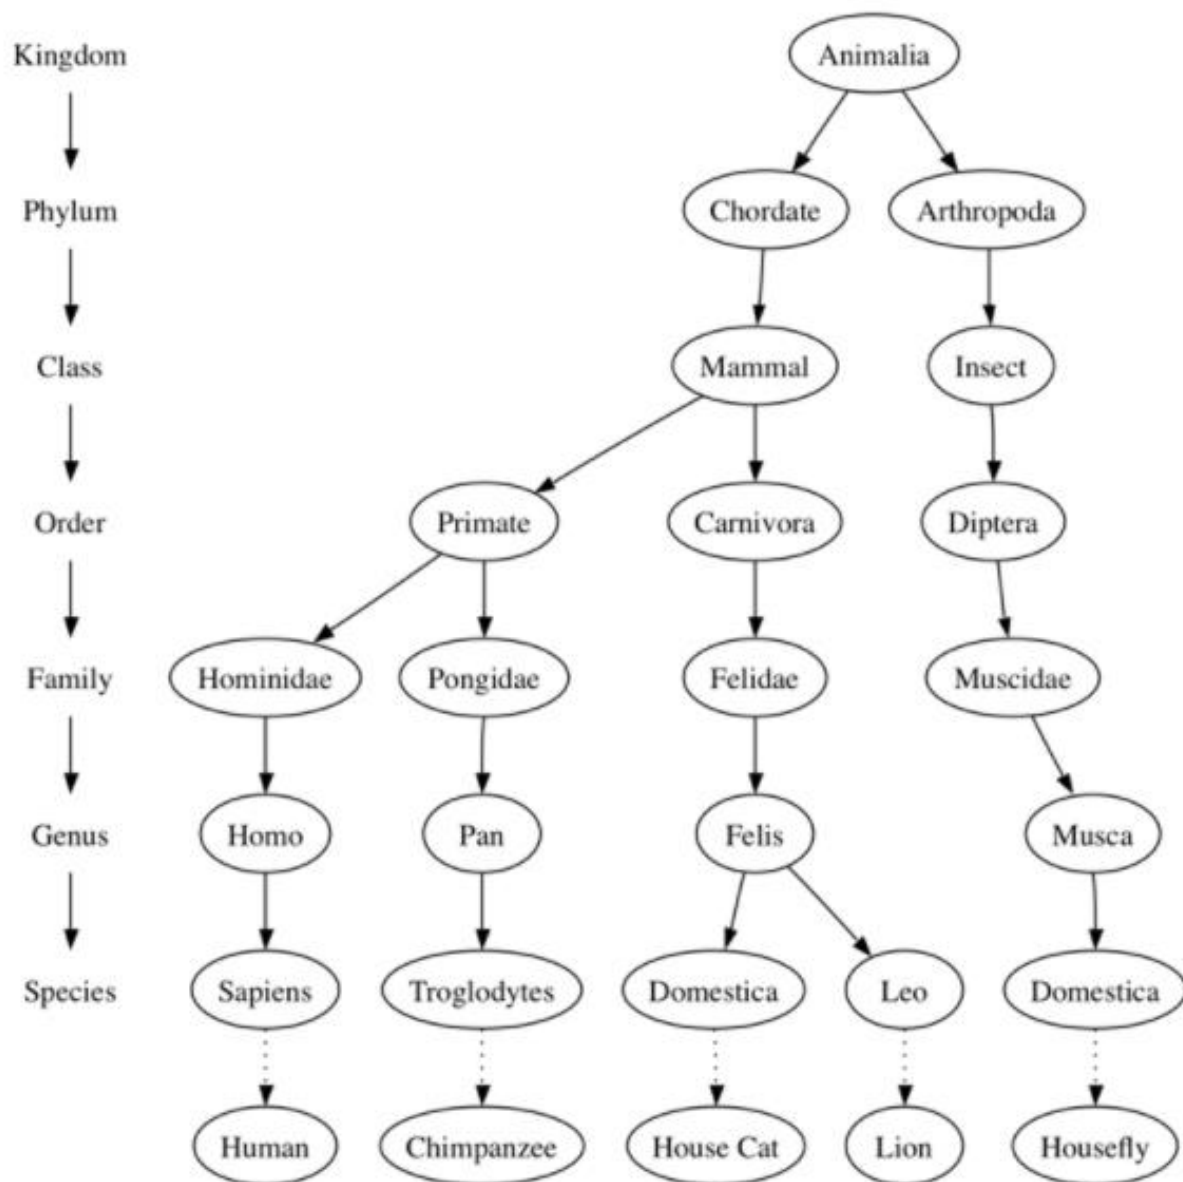 Kingdom Animalia
Phylum Chordate Arthropoda
Class Mammal Insect
Order Primate Carnivora Diptera
Family Hominidae Pongidae Felidae Muscidae
Genus Homo Pan Felis Musca
Species Sapiens Troglodytes Domestica Leo Domestica
Human Chimpanzee House Cat Lion Housefly